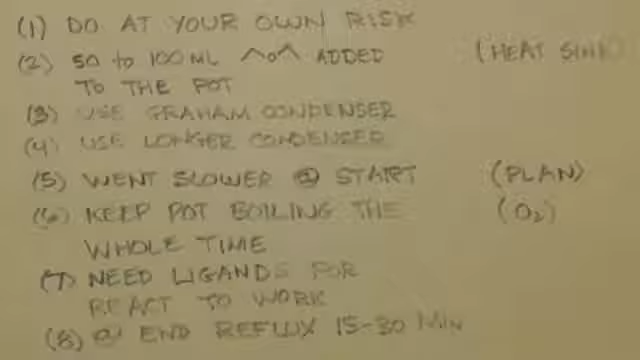 (1) DO AT YOUR OWN RISK
(2) 50 to 100 ML ^o^ ADDED (HEAT SINK)
TO THE POT
(3) USE GRAHAM CONDENSER
(4) USE LONGER CONDENSER
(5) WENT SLOWER @ START (PLAN)
(6) KEEP POT BOILING THE (O₂)
WHOLE TIME
(7) NEED LIGANDS FOR
REACT TO WORK
(8) @ END REFLUX 15-30 MIN